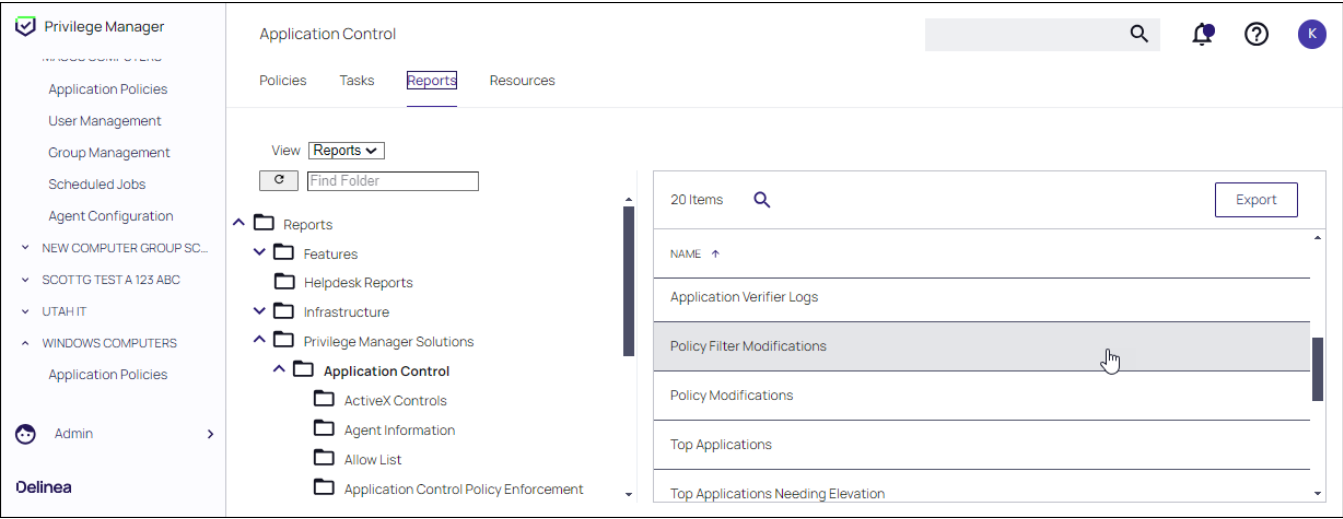 Privilege Manager
MACOS COMPUTERS
Application Policies
User Management
Group Management
Scheduled Jobs
Agent Configuration
NEW COMPUTER GROUP SC...
SCOTTG TEST A 123 ABC
UTAH IT
WINDOWS COMPUTERS
Application Policies
Admin
Delinea
Application Control
K
Policies
Tasks
Reports
Resources
View Reports
Find Folder
Reports
Features
Helpdesk Reports
Infrastructure
Privilege Manager Solutions
Application Control
ActiveX Controls
Agent Information
Allow List
Application Control Policy Enforcement
20 Items
Export
NAME
Application Verifier Logs
Policy Filter Modifications
Policy Modifications
Top Applications
Top Applications Needing Elevation